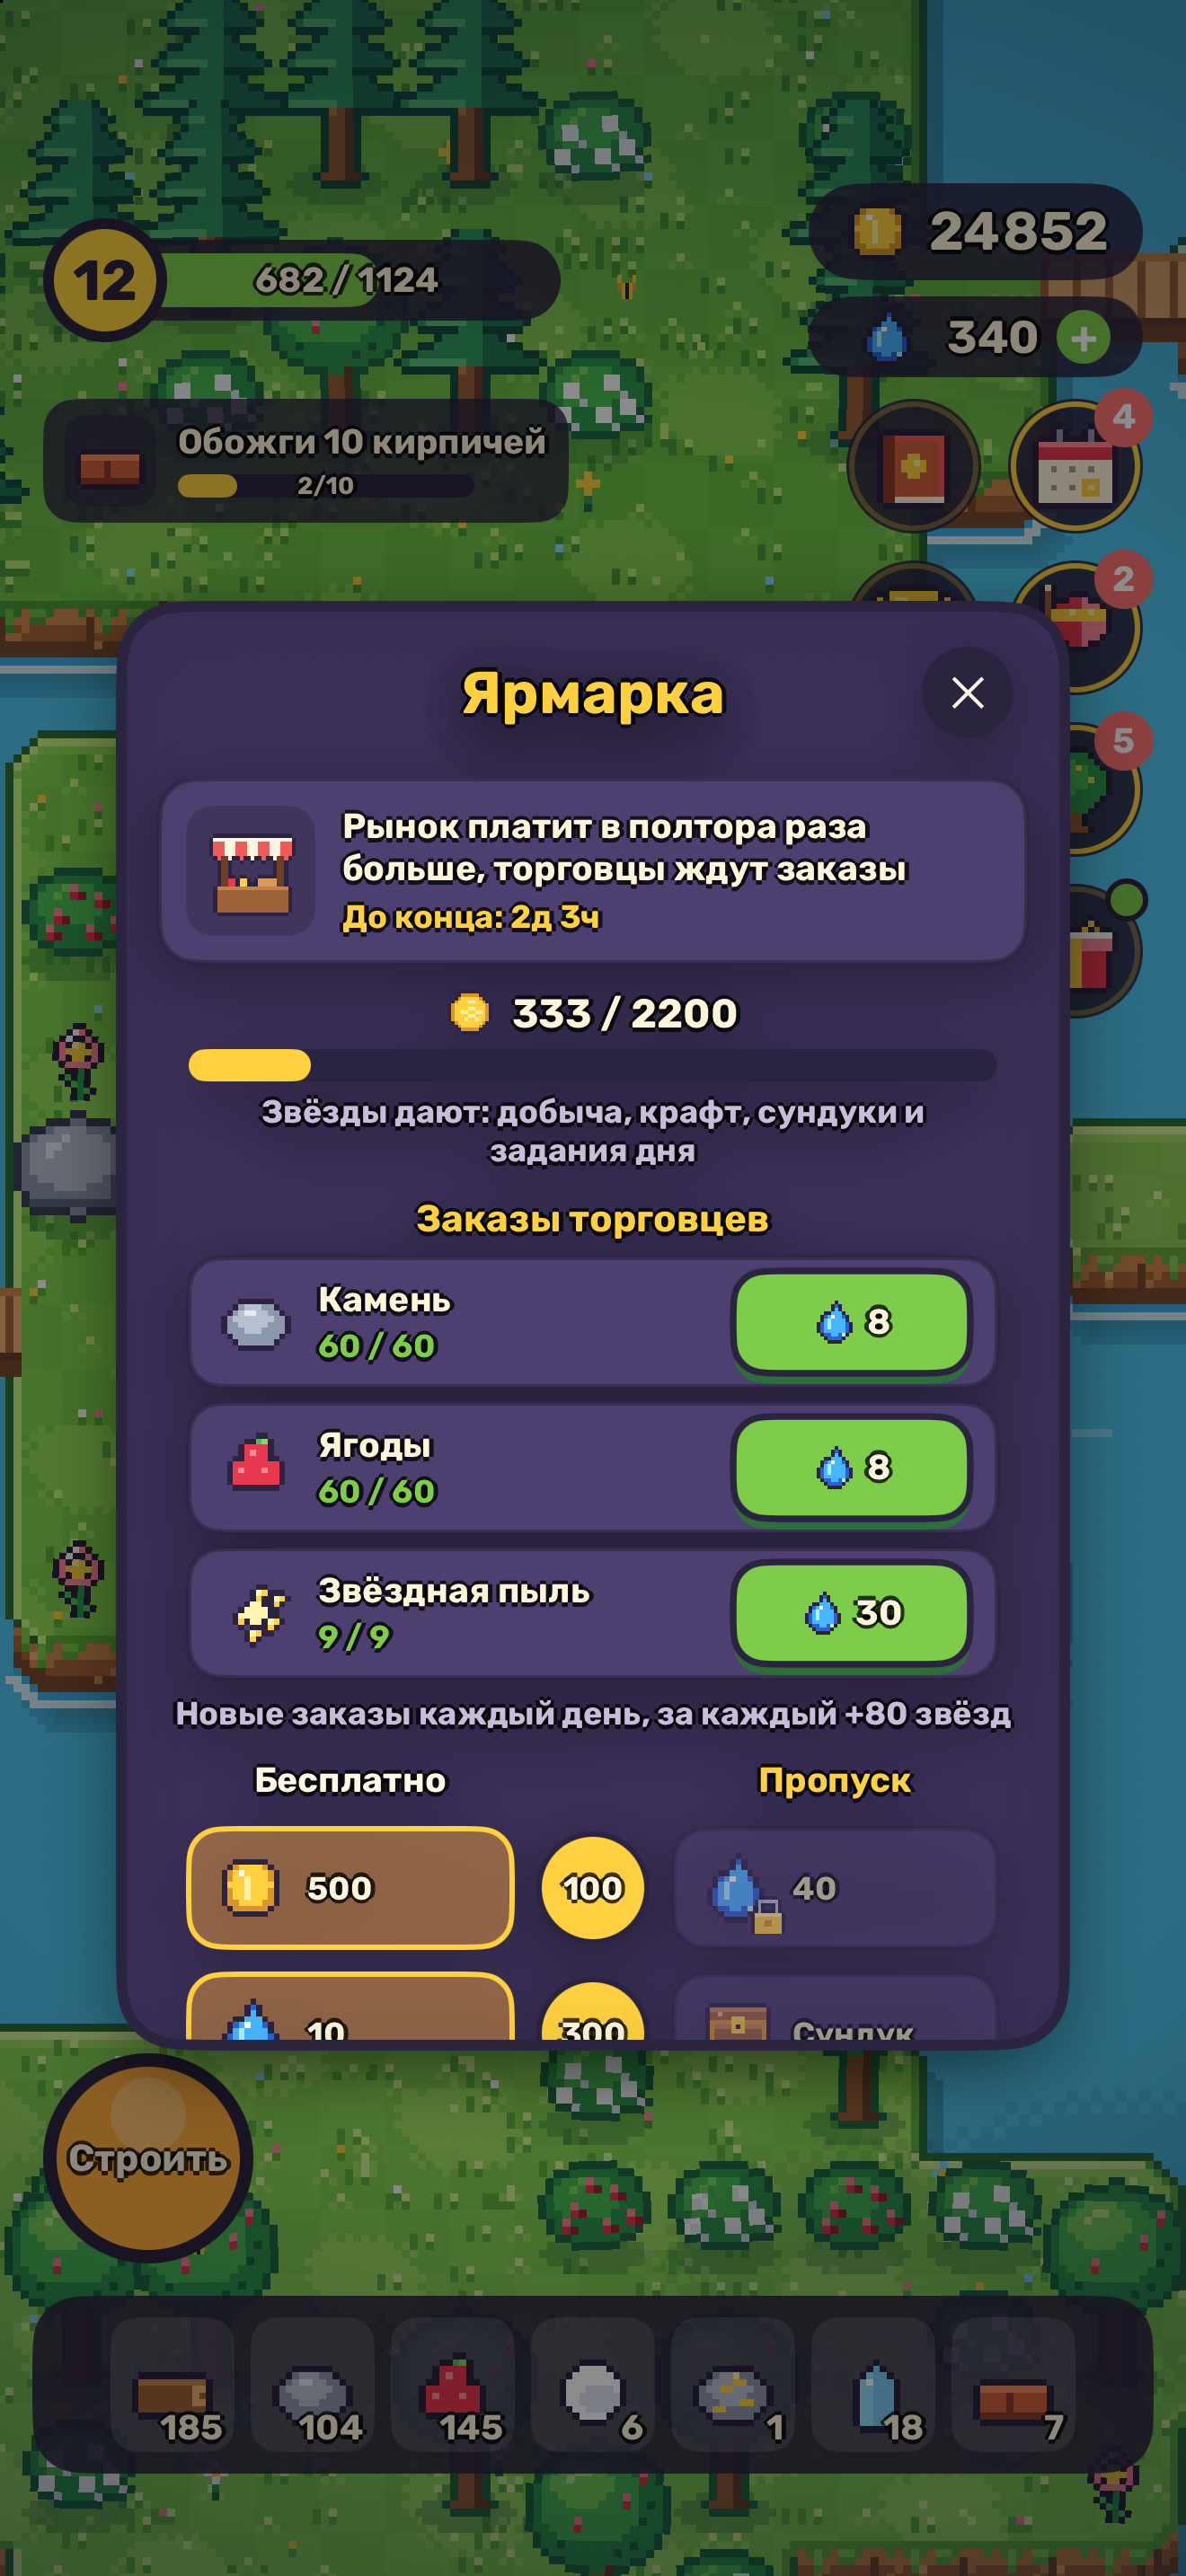 24852
12
682 / 1124
340
+
Обожги 10 кирпичей
2/10
4
2
5
Ярмарка
Рынок платит в полтора раза
больше, торговцы ждут заказы
До конца: 2д 3ч
333 / 2200
Звёзды дают: добыча, крафт, сундуки и
задания дня
Заказы торговцев
Камень
60 / 60
8
Ягоды
60 / 60
8
Звёздная пыль
9 / 9
30
Новые заказы каждый день, за каждый +80 звёзд
Бесплатно
Пропуск
500
100
40
10
300
Сундук
Строить
185
104
145
6
1
18
7